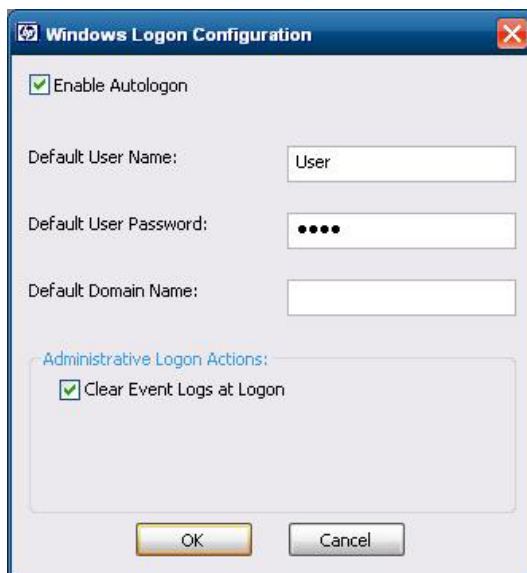 Windows Logon Configuration
Enable Autologon
Default User Name:
User
Default User Password:
••••
Default Domain Name:
Administrative Logon Actions:
Clear Event Logs at Logon
OK
Cancel